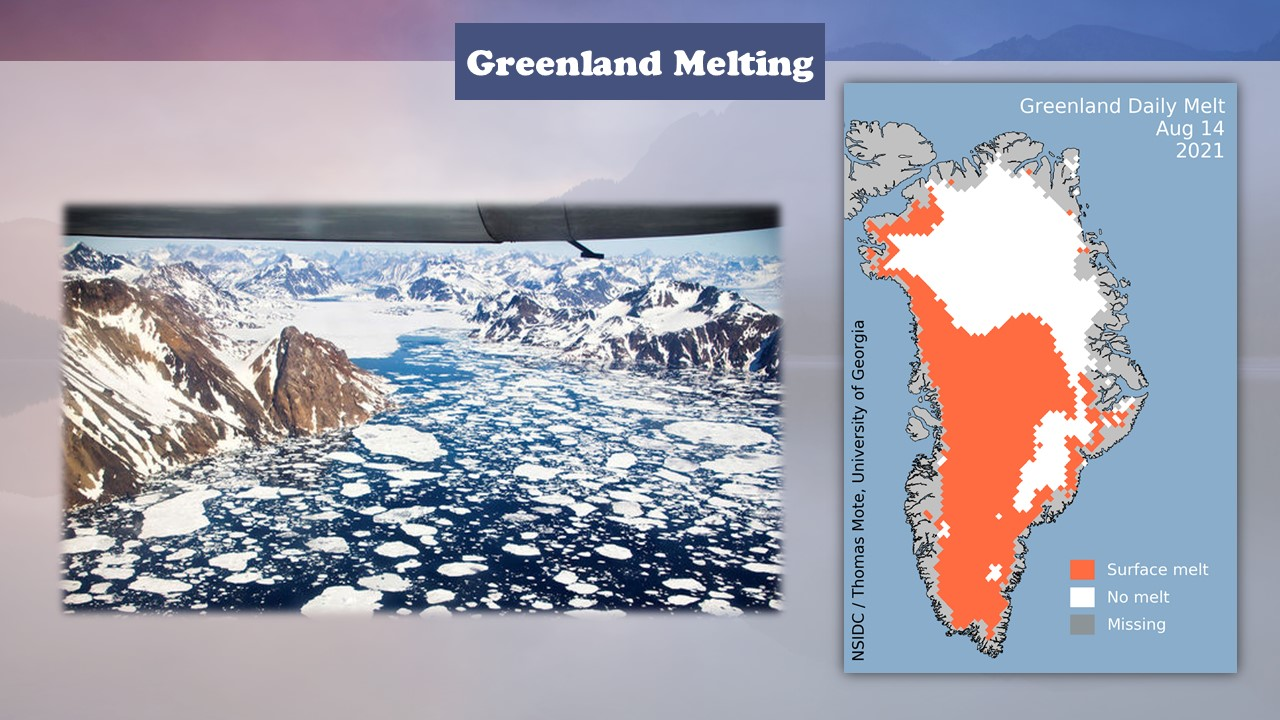 Greenland Melting
Greenland Daily Melt
Aug 14
2021
NSIDC / Thomas Mote, University of Georgia
Surface melt
No melt
Missing